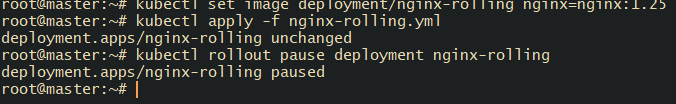 root@master:~# kubectl set image deployment/nginx-rolling nginx=nginx:1.25
root@master:~# kubectl apply -f nginx-rolling.yml
deployment.apps/nginx-rolling unchanged
root@master:~# kubectl rollout pause deployment nginx-rolling
deployment.apps/nginx-rolling paused
root@master:~#